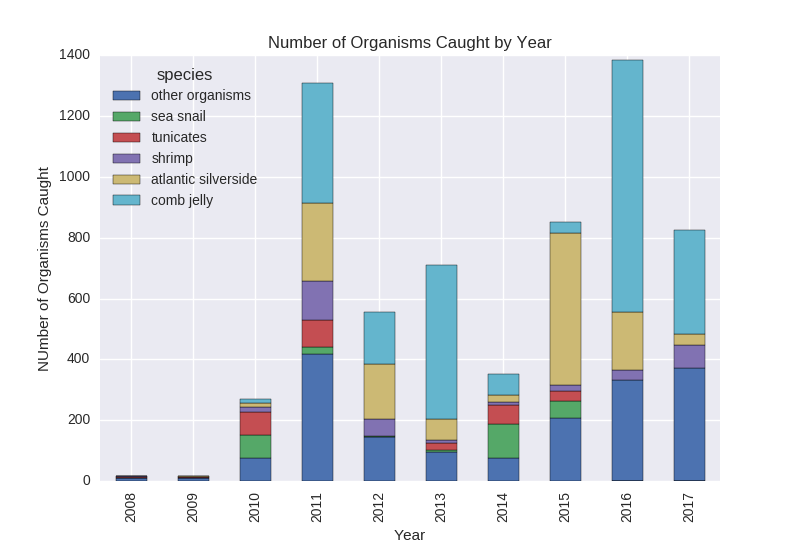 Number of Organisms Caught by Year
1400
1200
1000
800
600
400
200
0
NUmber of Organisms Caught
species
other organisms
sea snail
tunicates
shrimp
atlantic silverside
comb jelly
2008
2009
2010
2011
2012
2013
2014
2015
2016
2017
Year